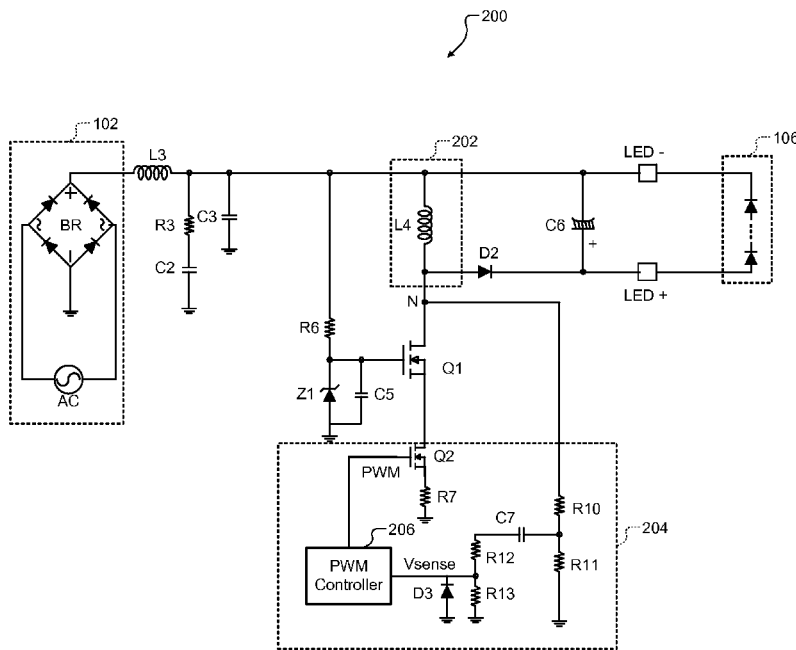 200
102
202
106
L3
LED -
BR
R3
C3
L4
C6
+
C2
D2
N
LED +
R6
Q1
Z1
C5
AC
Q2
PWM
R7
204
206
C7
R10
R12
R11
PWM
Controller
Vsense
D3
R13